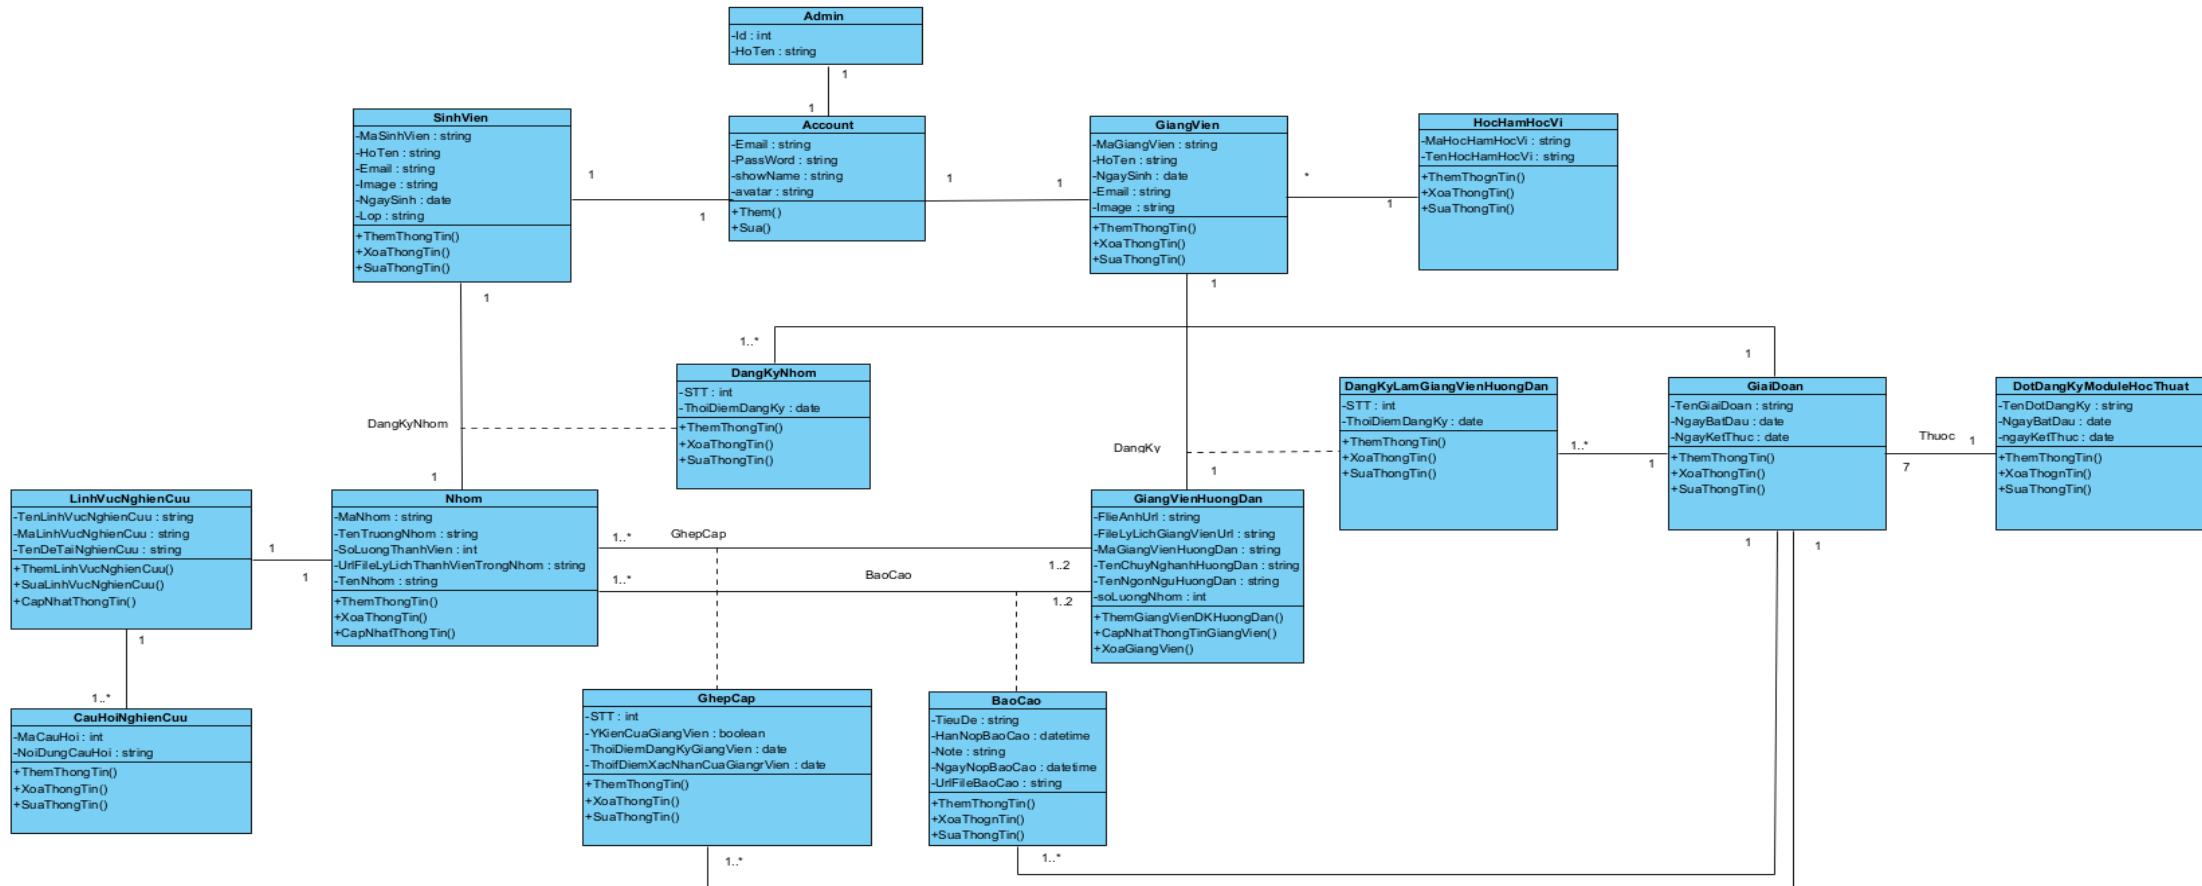 Admin
-Id : int
-HoTen : string
1
1
SinhVien
-MaSinhVien : string
-HoTen : string
-Email : string
-Image : string
-NgaySinh : date
-Lop : string
+ThemThongTin()
+XoaThongTin()
+SuaThongTin()
1
1
Account
-Email : string
-PassWord : string
-showName : string
-avatar : string
+Them()
+Sua()
1
1
GiangVien
-MaGiangVien : string
-HoTen : string
-NgaySinh : date
-Email : string
-Image : string
+ThemThongTin()
+XoaThongTin()
+SuaThongTin()
*
1
HocHamHocVi
-MaHocHamHocVi : string
-TenHocHamHocVi : string
+ThemThognTin()
+XoaThongTin()
+SuaThongTin()
1
1
1..*
1
DangKyNhom
DangKyNhom
-STT : int
-ThoiDiemDangKy : date
+ThemThongTin()
+XoaThongTin()
+SuaThongTin()
DangKy
DangKyLamGiangVienHuongDan
-STT : int
-ThoiDiemDangKy : date
+ThemThongTin()
+XoaThongTin()
+SuaThongTin()
1..*
1
GiaiDoan
-TenGiaiDoan : string
-NgayBatDau : date
-NgayKetThuc : date
+ThemThongTin()
+XoaThongTin()
+SuaThongTin()
Thuoc
1
7
DotDangKyModuleHocThuat
-TenDotDangKy : string
-NgayBatDau : date
-ngayKetThuc : date
+ThemThongTin()
+XoaThognTin()
+SuaThongTin()
1
1
LinhVucNghienCuu
-TenLinhVucNghienCuu : string
-MaLinhVucNghienCuu : string
-TenDeTaiNghienCuu : string
+ThemLinhVucNghienCuu()
+SuaLinhVucNghienCuu()
+CapNhatThongTin()
1
1
Nhom
-MaNhom : string
-TenTruongNhom : string
-SoLuongThanhVien : int
-UrlFileLyLichThanhVienTrongNhom : string
-TenNhom : string
+ThemThongTin()
+XoaThongTin()
+CapNhatThongTin()
1..*
GhepCap
1..2
1..*
BaoCao
1..2
GiangVienHuongDan
-FlieAnhUrl : string
-FileLyLichGiangVienUrl : string
-MaGiangVienHuongDan : string
-TenChuyNghanhHuongDan : string
-TenNgonNguHuongDan : string
-soLuongNhom : int
+ThemGiangVienDKHuongDan()
+CapNhatThongTinGiangVien()
+XoaGiangVien()
1
1
1
1..*
CauHoiNghienCuu
-MaCauHoi : int
-NoiDungCauHoi : string
+ThemThongTin()
+XoaThongTin()
+SuaThongTin()
GhepCap
-STT : int
-YKienCuaGiangVien : boolean
-ThoiDiemDangKyGiangVien : date
-ThoifDiemXacNhanCuaGiangrVien : date
+ThemThongTin()
+XoaThongTin()
+SuaThongTin()
1..*
BaoCao
-TieuDe : string
-HanNopBaoCao : datetime
-Note : string
-NgayNopBaoCao : datetime
-UrlFileBaoCao : string
+ThemThongTin()
+XoaThognTin()
+SuaThongTin()
1..*